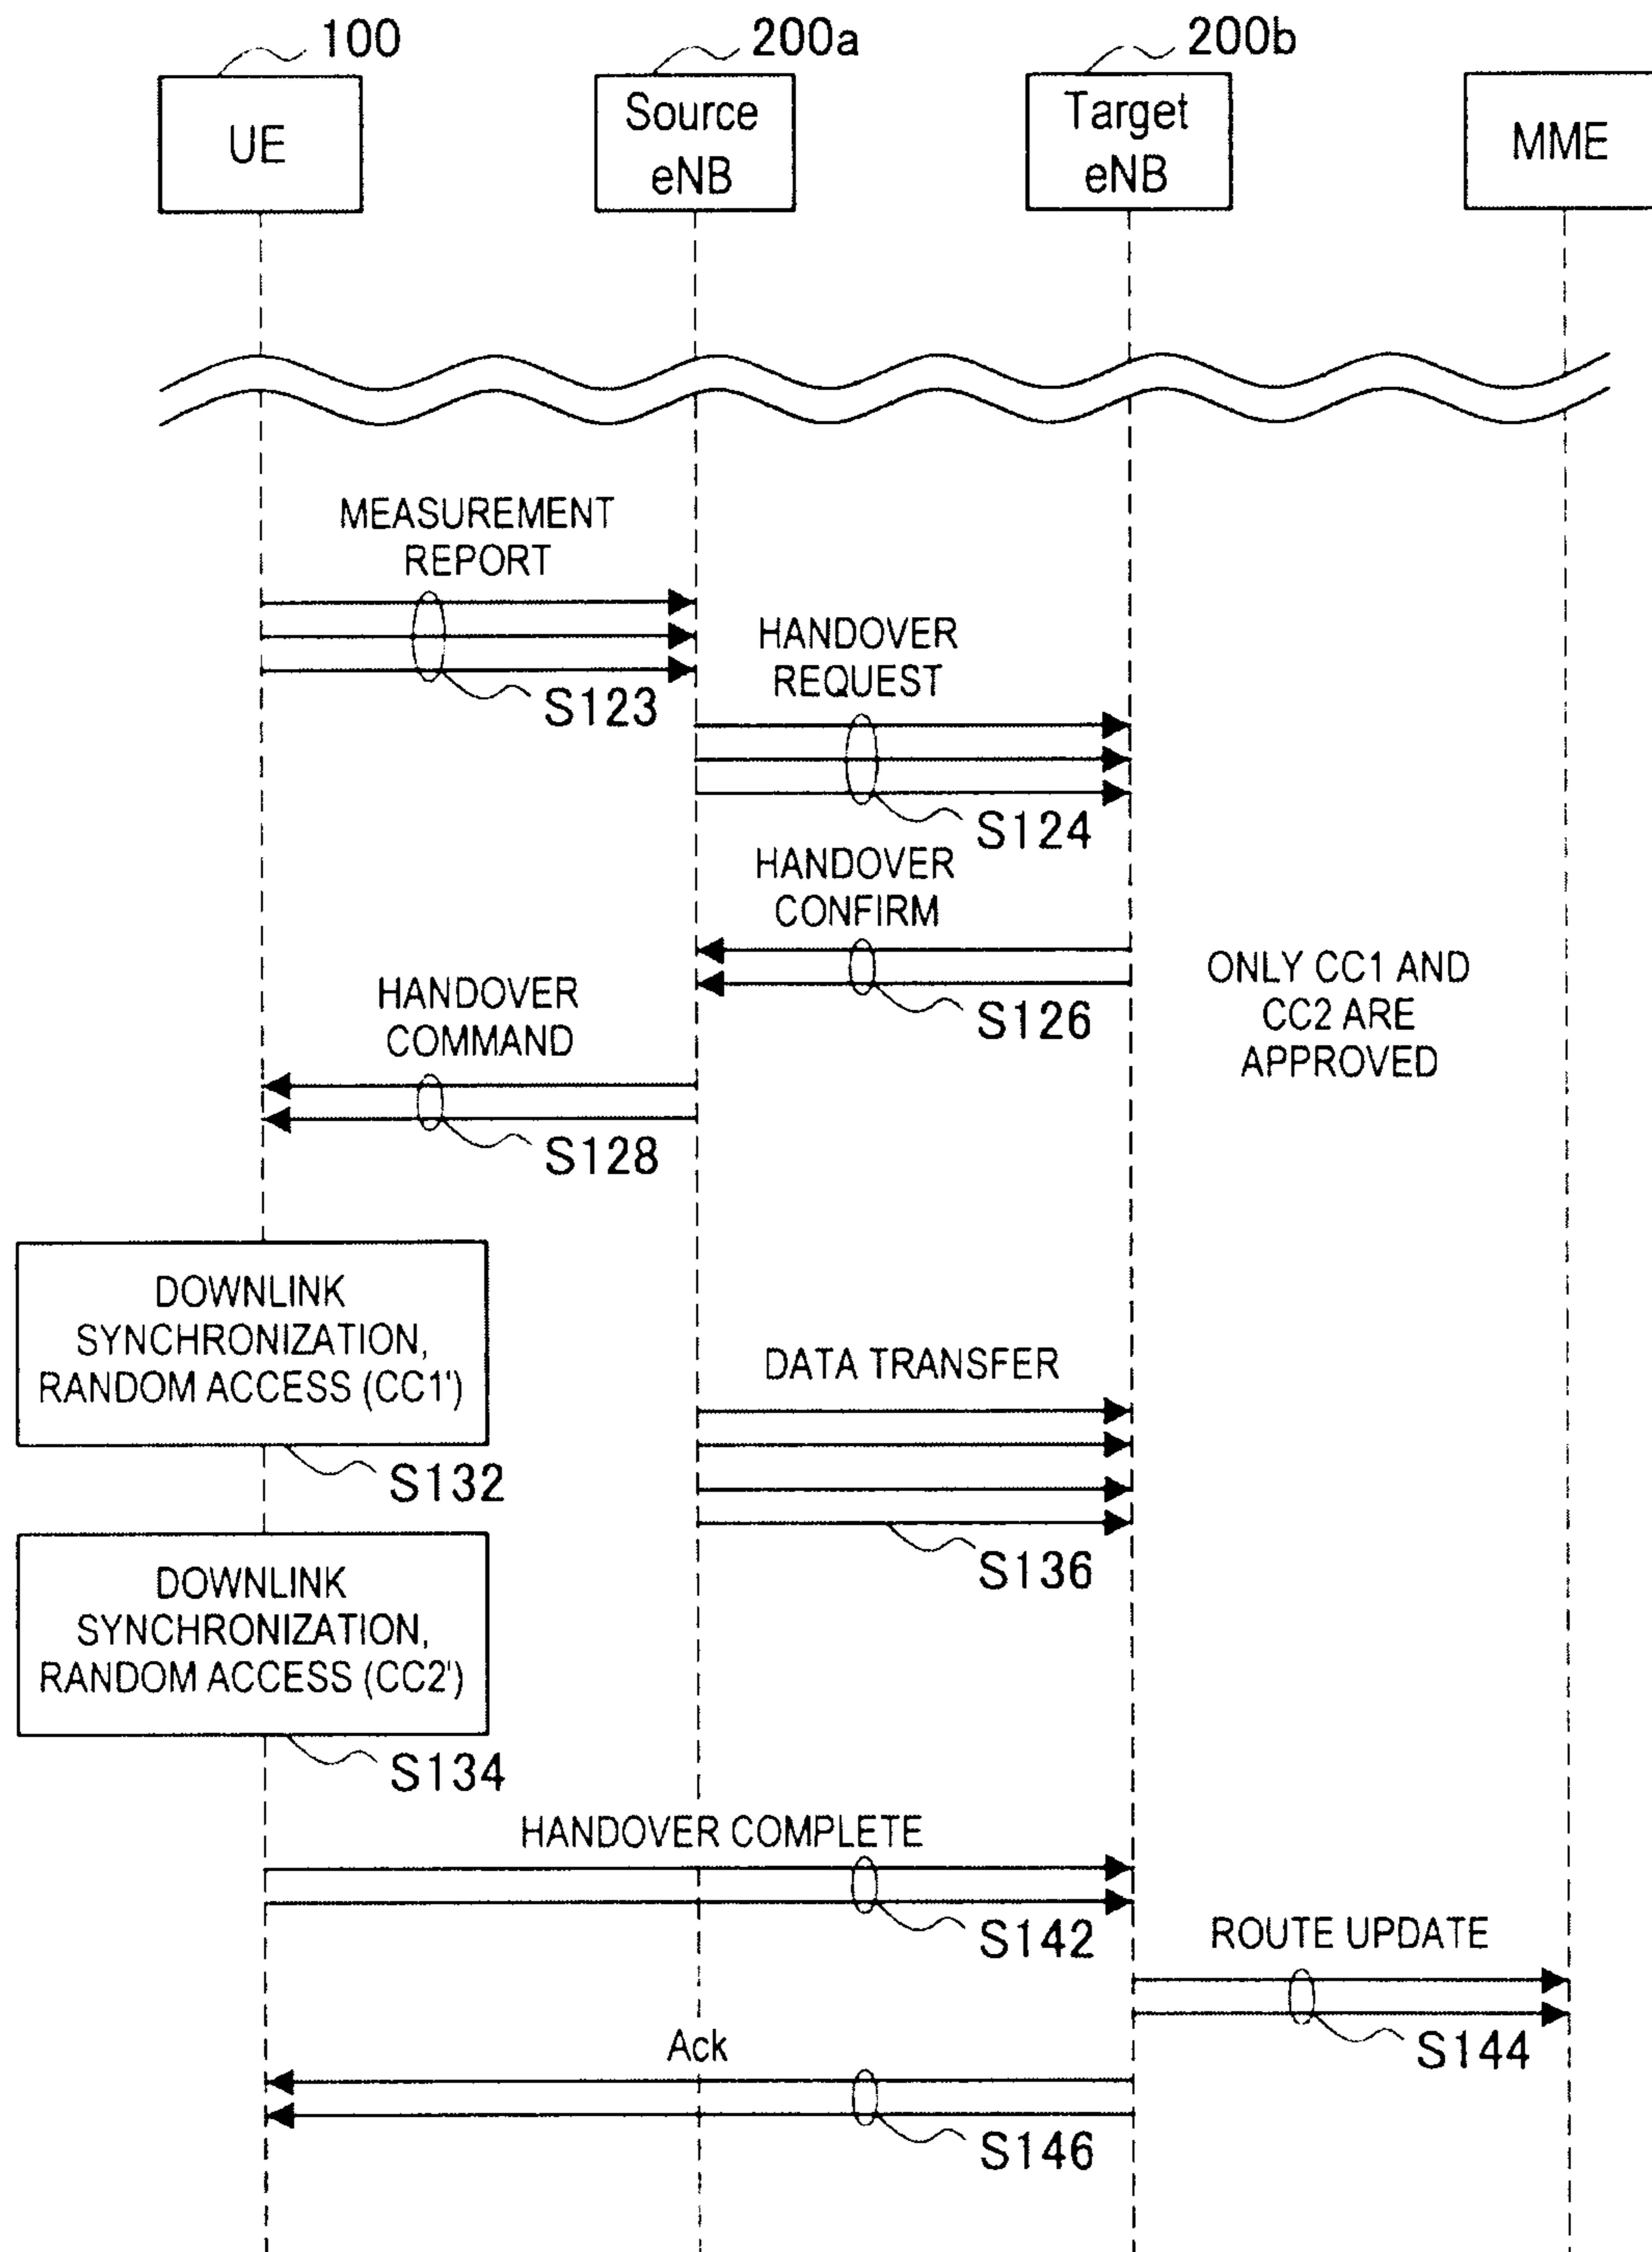 100
200a
200b
UE
Source
eNB
Target
eNB
MME
MEASUREMENT
REPORT
S123
HANDOVER
REQUEST
S124
HANDOVER
CONFIRM
S126
ONLY CC1 AND
CC2 ARE
APPROVED
HANDOVER
COMMAND
S128
DOWNLINK
SYNCHRONIZATION,
RANDOM ACCESS (CC1')
S132
DATA TRANSFER
S136
DOWNLINK
SYNCHRONIZATION,
RANDOM ACCESS (CC2')
S134
HANDOVER COMPLETE
S142
ROUTE UPDATE
S144
Ack
S146